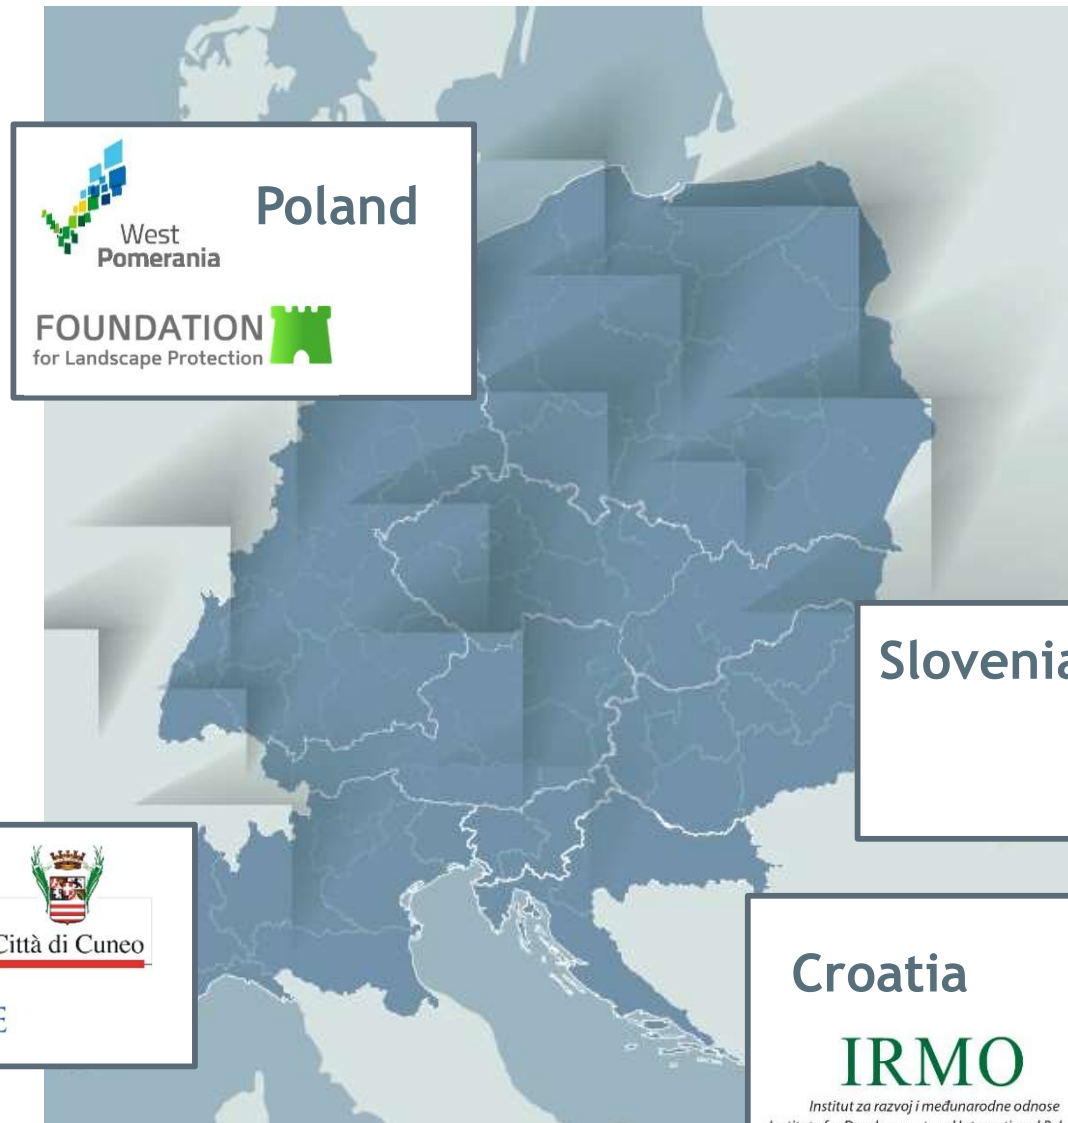 Poland
West
Pomerania
FOUNDATION
for Landscape Protection
Slovenia
Città di Cuneo
E
Croatia
IRMO
Institut za razvoj i međunarodne odnose